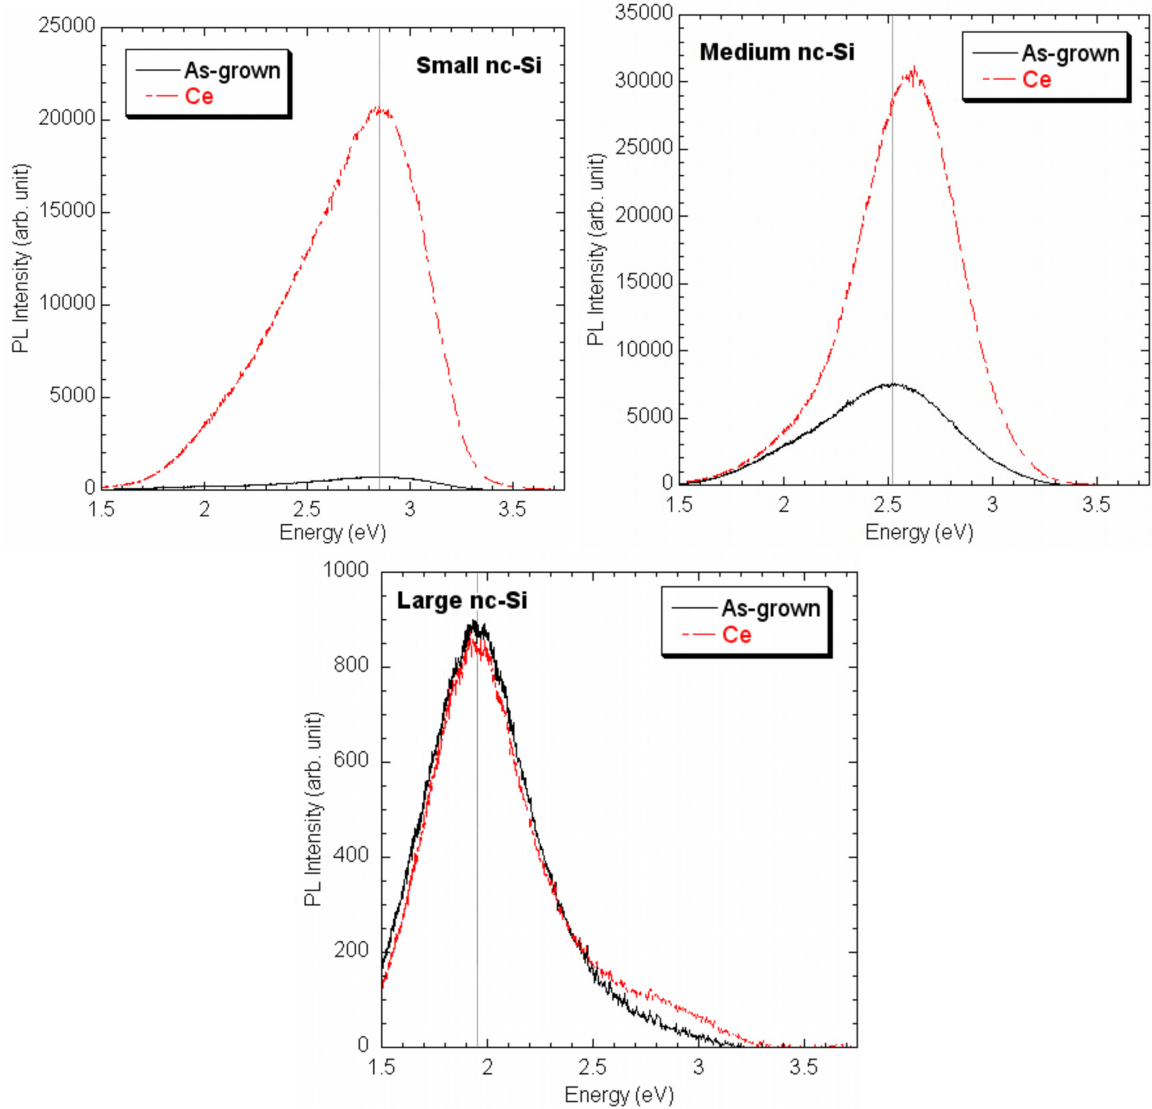 25000
20000
15000
10000
5000
0
PL Intensity (arb. unit)
As-grown
Ce
Small nc-Si
1.5 2 2.5 3 3.5
Energy (eV)
35000
30000
25000
30000
15000
10000
5000
0
PL Intensity (arb. unit)
Medium nc-Si
As-grown
Ce
1.5 2 2.5 3 3.5
Energy (eV)
1000
800
600
400
200
0
PL Intensity (arb. unit)
Large nc-Si
As-grown
Ce
1.5 2 2.5 3 3.5
Energy (eV)